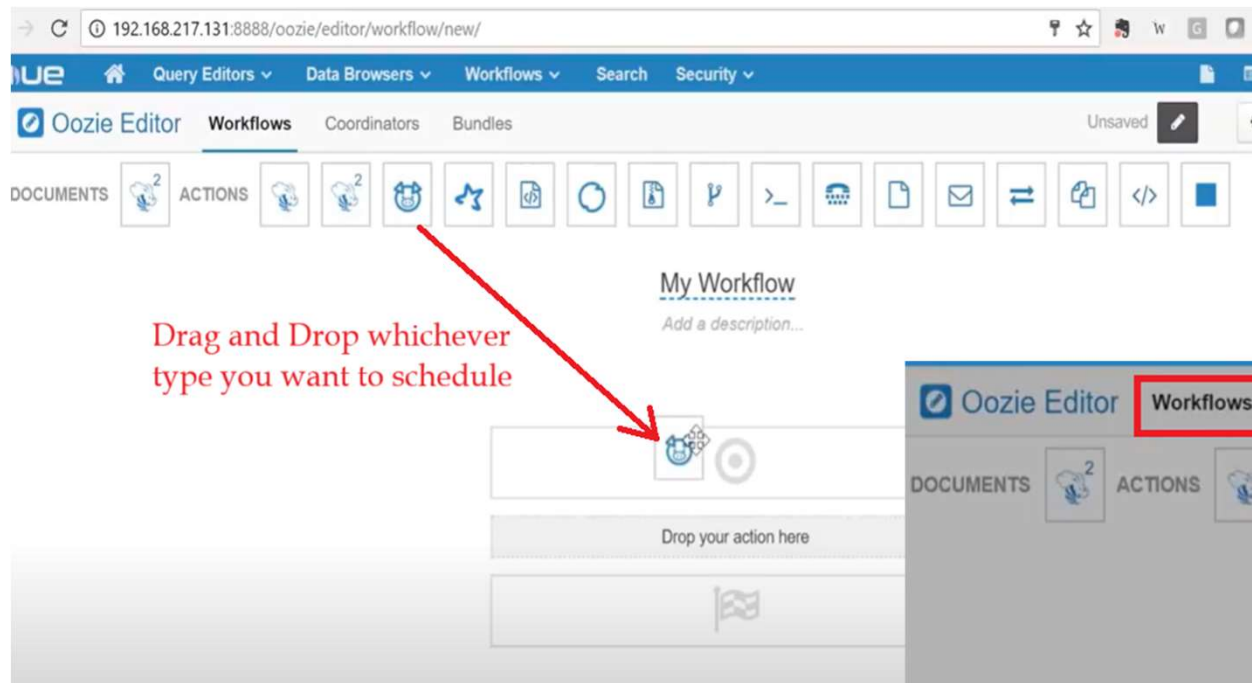 192.168.217.131:8888/oozie/editor/workflow/new/
W G
UE Query Editors Data Browsers Workflows Search Security
Oozie Editor Workflows Coordinators Bundles Unsaved
DOCUMENTS 2 ACTIONS 2 >_ </>
My Workflow
Add a description...
Drag and Drop whichever
type you want to schedule
Drop your action here
Oozie Editor Workflows
DOCUMENTS 2 ACTIONS